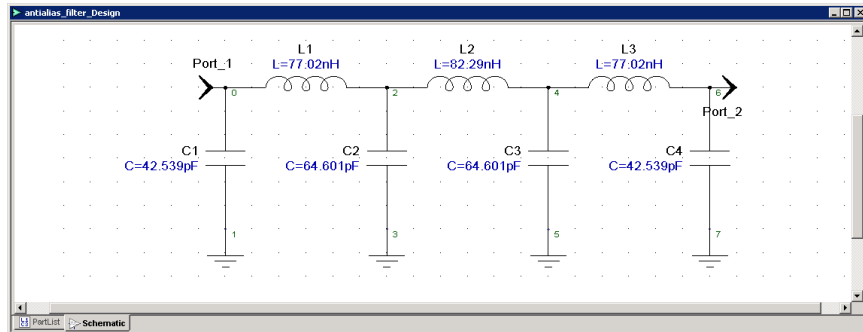 antialias_filter_Design
L1
L=77.02nH
L2
L=82.29nH
L3
L=77.02nH
Port_1
0
2
4
6
Port_2
C1
C=42.539pF
C2
C=64.601pF
C3
C=64.601pF
C4
C=42.539pF
1
3
5
7
PartList
Schematic